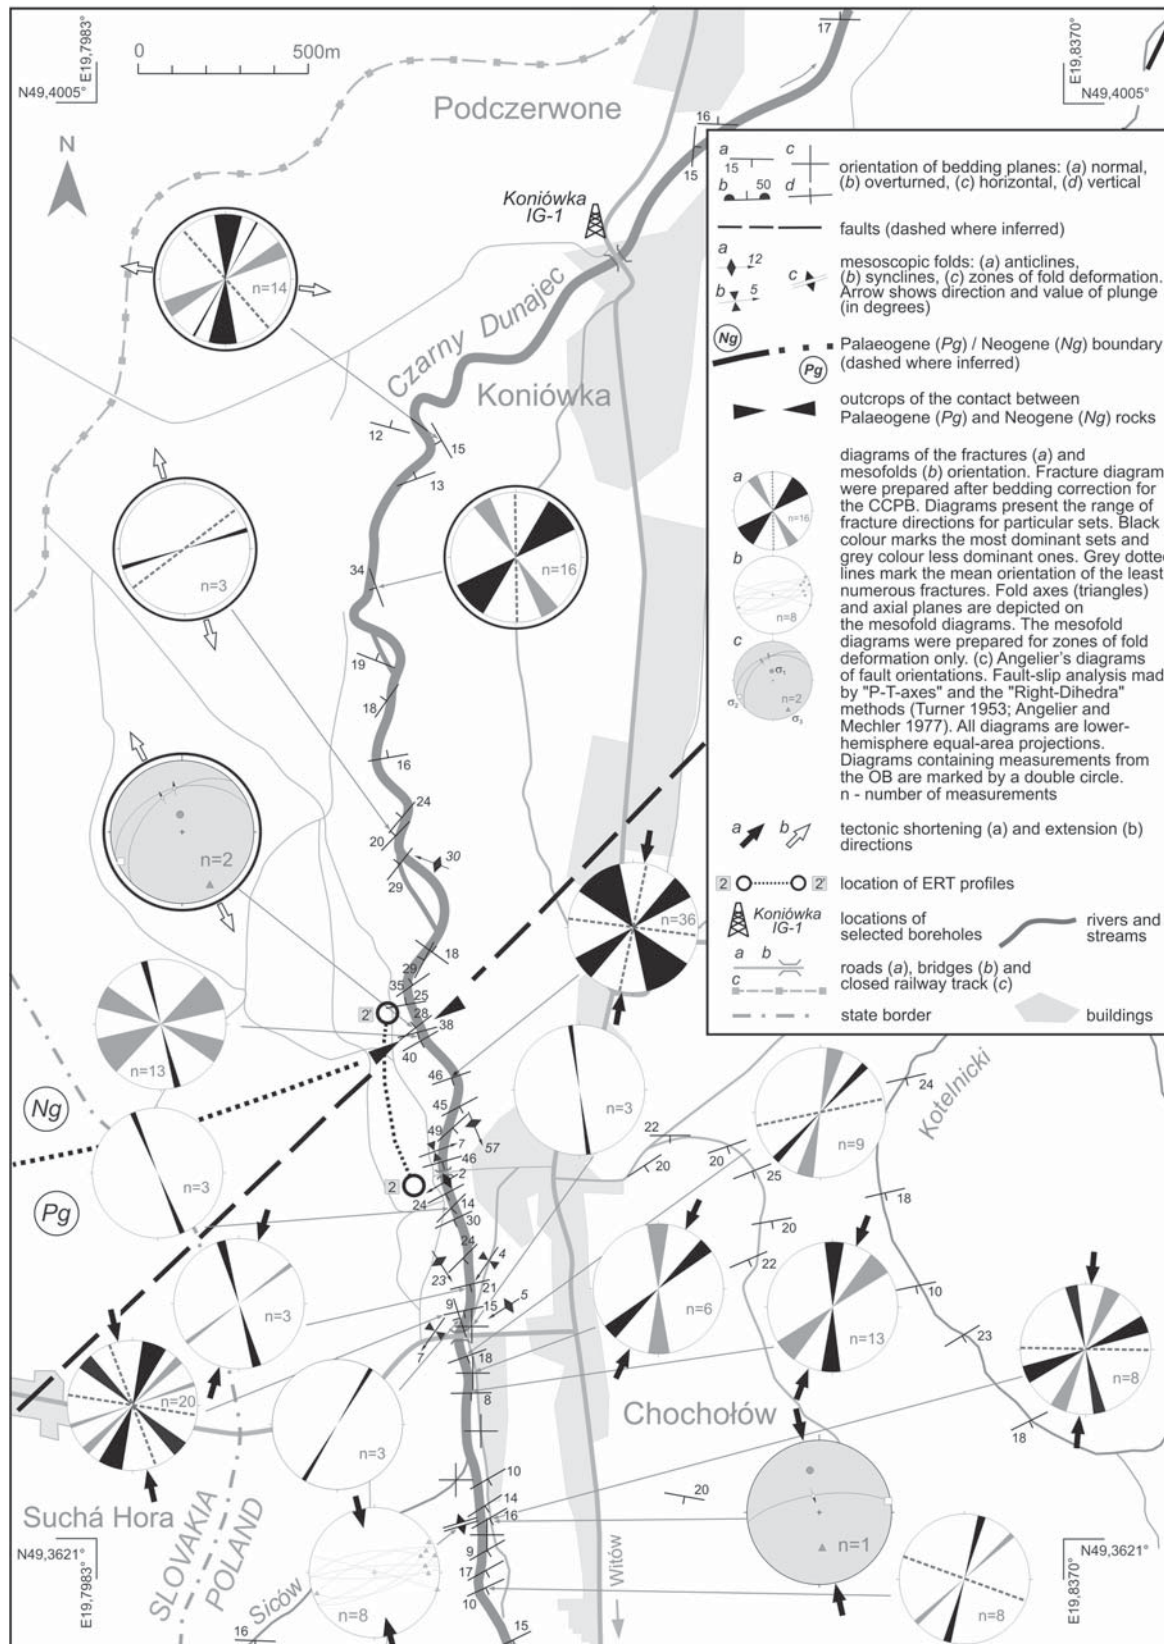 E19,7983°
0
500m
N49,4005°
Podczerwone
N
Koniówka
IG-1
17
16
15
E19,8370°
N49,4005°
n=14
Czarny Dunajec
Koniówka
12
15
13
n=3
34
n=16
19
18
16
24
20
30
29
n=2
n=36
18
29
35
25
28
38
40
2'
n=13
46
n=3
45
49
57
7
46
2
2
24
14
30
Ng
n=3
Pg
22
20
20
25
n=9
24
Kotelnicki
18
20
22
10
23
18
24
4
23
21
5
9
15
7
n=3
n=6
n=13
n=8
18
8
n=20
n=3
Chochołów
10
14
16
20
9
17
10
15
n=1
n=8
Suchá Hora
SLOVAKIA
POLAND
Siców
16
n=8
Witów
N49,3621°
E19,7983°
N49,3621°
E19,8370°
a
15
c
b
50
d
orientation of bedding planes: (a) normal,
(b) overturned, (c) horizontal, (d) vertical
faults (dashed where inferred)
a
12
c
b
5
mesoscopic folds: (a) anticlines,
(b) synclines, (c) zones of fold deformation.
Arrow shows direction and value of plunge
(in degrees)
Ng
Pg
Palaeogene (Pg) / Neogene (Ng) boundary
(dashed where inferred)
outcrops of the contact between
Palaeogene (Pg) and Neogene (Ng) rocks
a
n=16
b
n=8
c
σ1
n=2
σ2
σ3
diagrams of the fractures (a) and
mesofolds (b) orientation. Fracture diagram
were prepared after bedding correction for
the CCPB. Diagrams present the range of
fracture directions for particular sets. Black
colour marks the most dominant sets and
grey colour less dominant ones. Grey dotte
lines mark the mean orientation of the least
numerous fractures. Fold axes (triangles)
and axial planes are depicted on
the mesofold diagrams. The mesofold
diagrams were prepared for zones of fold
deformation only. (c) Angelier's diagrams
of fault orientations. Fault-slip analysis mad
by "P-T-axes" and the "Right-Dihedra"
methods (Turner 1953; Angelier and
Mechler 1977). All diagrams are lower-
hemisphere equal-area projections.
Diagrams containing measurements from
the OB are marked by a double circle.
n - number of measurements
a
b
tectonic shortening (a) and extension (b)
directions
2
2'
location of ERT profiles
Koniówka
IG-1
locations of
selected boreholes
rivers and
streams
a
b
c
roads (a), bridges (b) and
closed railway track (c)
state border
buildings